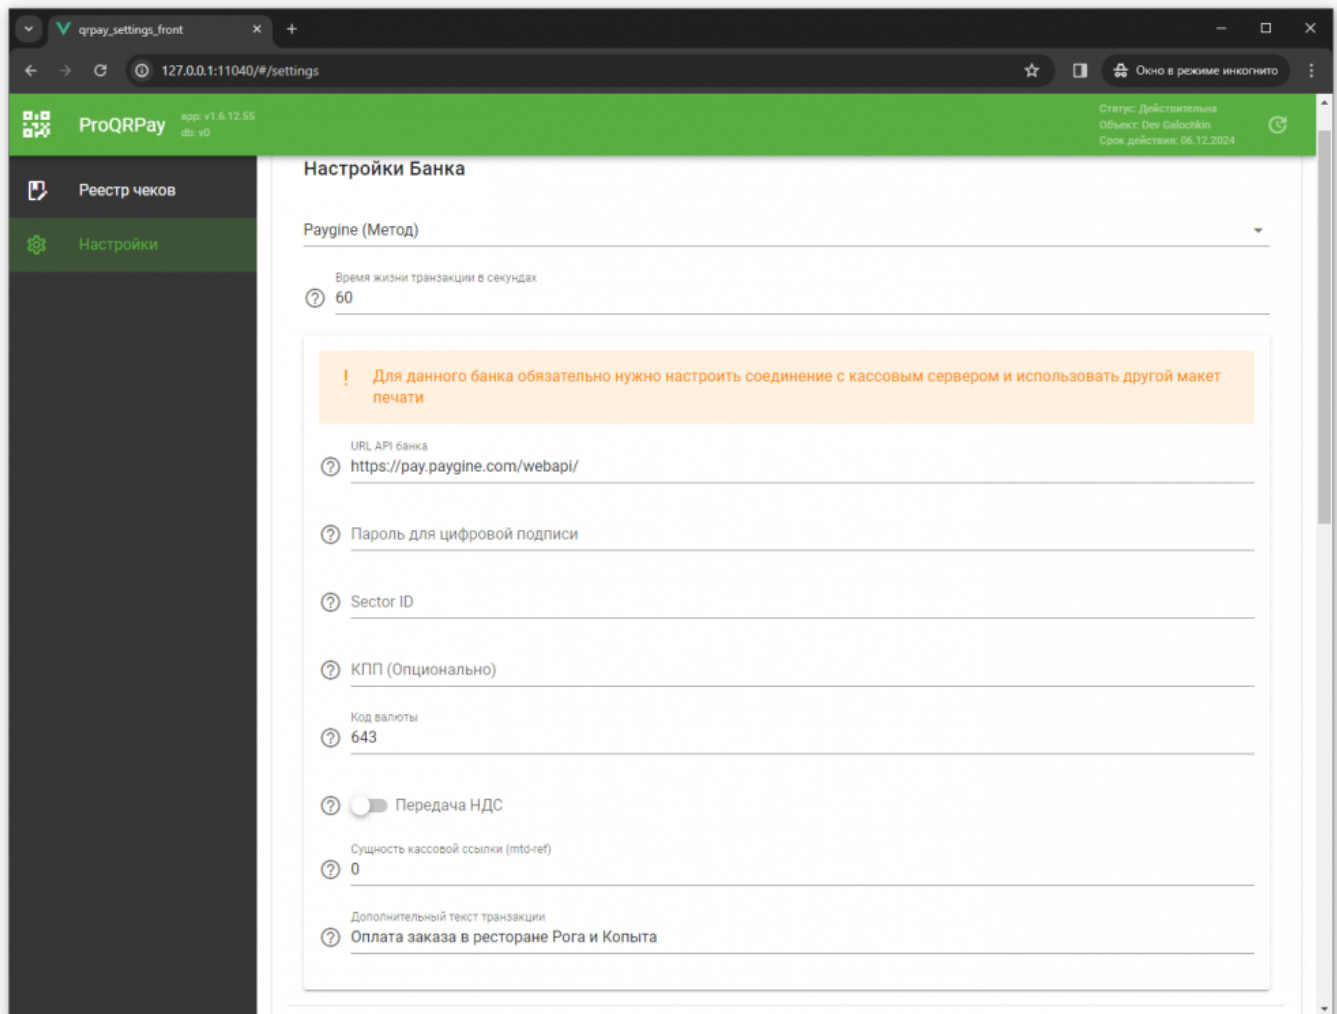 qrpay_settings_front
127.0.0.1:11040/#/settings
Окно в режиме инкогнито
ProQRPay
app: v1.6.12.55
db: v0
Статус: Действительна
Объект: Dev Galochkin
Срок действия: 06.12.2024
Реестр чеков
Настройки
Настройки Банка
Paygine (Метод)
Время жизни транзакции в секундах
60
Для данного банка обязательно нужно настроить соединение с кассовым сервером и использовать другой макет
печати
URL API банка
https://pay.paygine.com/webapi/
Пароль для цифровой подписи
Sector ID
КПП (Опционально)
Код валюты
643
Передача НДС
Сущность кассовой ссылки (mtd-ref)
0
Дополнительный текст транзакции
Оплата заказа в ресторане Рога и Копыта